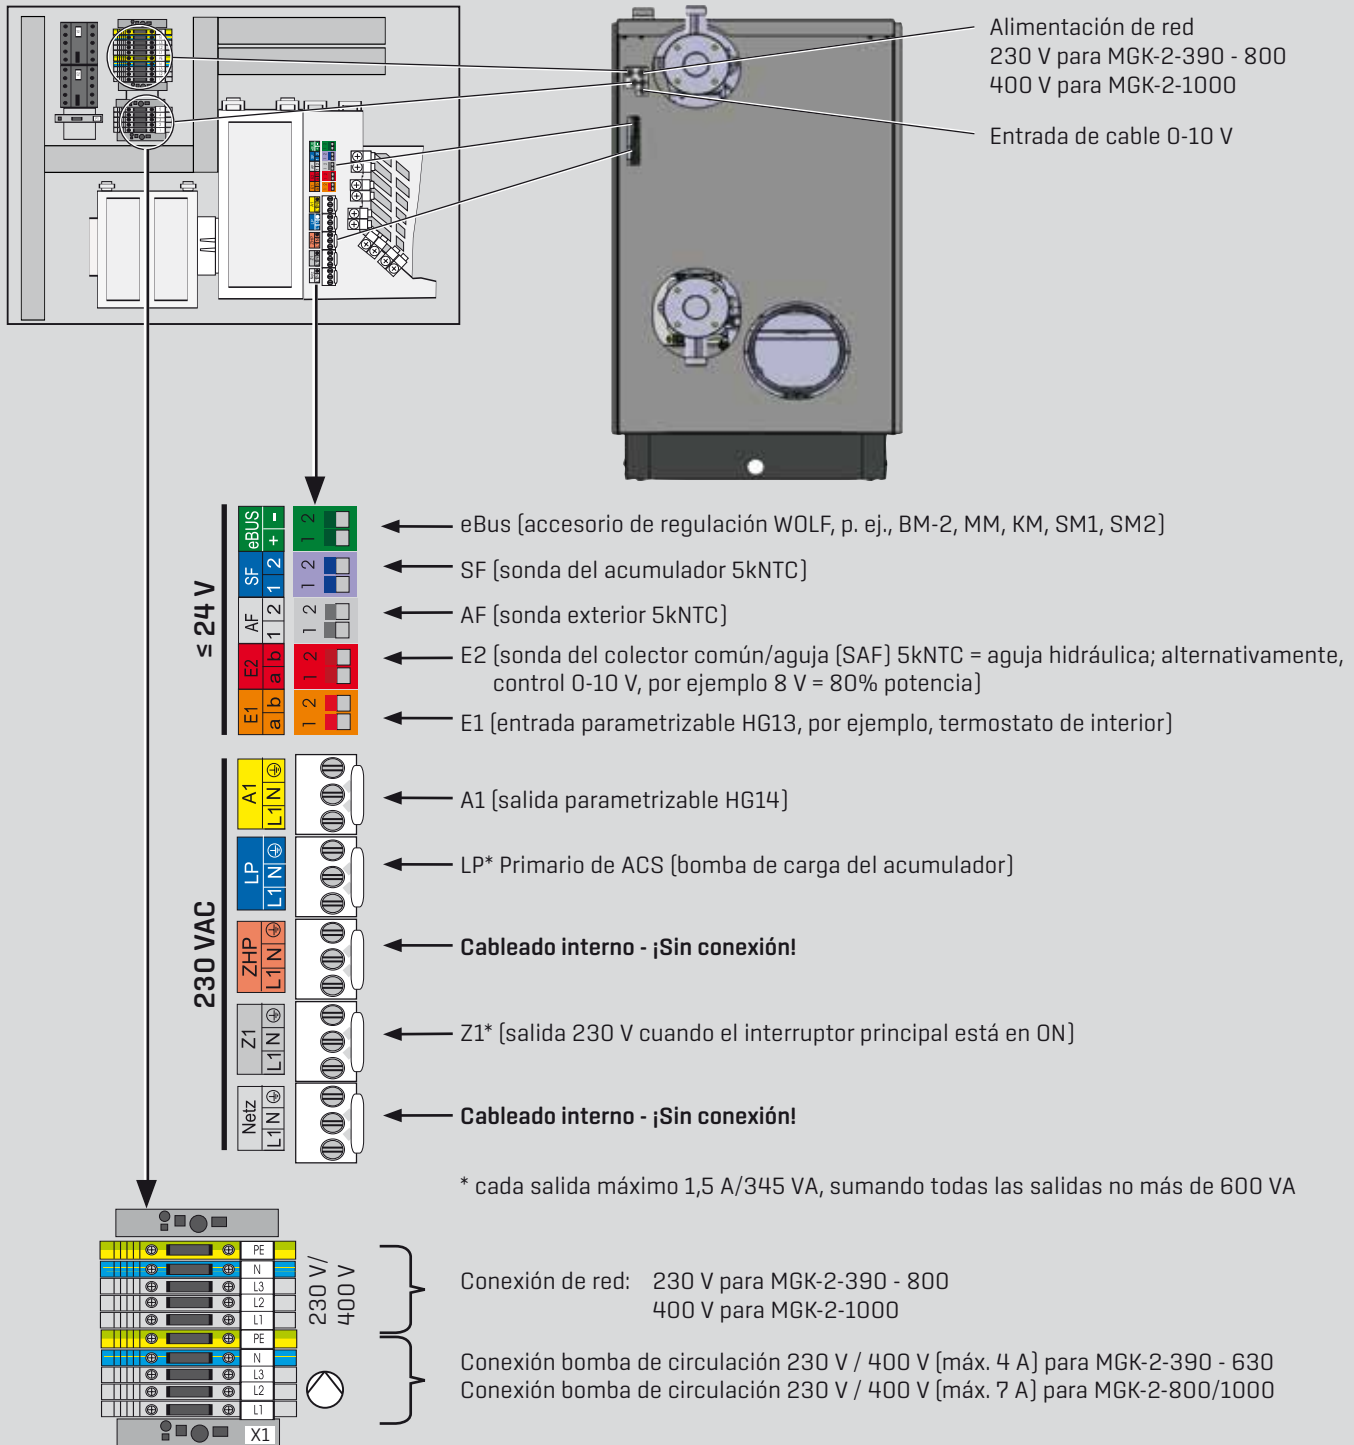 Alimentación de red
230 V para MGK-2-390 - 800
400 V para MGK-2-1000
Entrada de cable 0-10 V
≤ 24 V
eBUS + -
1 2
eBus (accesorio de regulación WOLF, p. ej., BM-2, MM, KM, SM1, SM2)
SF 1 2
1 2
SF (sonda del acumulador 5kNTC)
AF 1 2
1 2
AF (sonda exterior 5kNTC)
E2 a b
1 2
E2 (sonda del colector común/aguja (SAF) 5kNTC = aguja hidráulica; alternativamente,
control 0-10 V, por ejemplo 8 V = 80% potencia)
E1 a b
1 2
E1 (entrada parametrizable HG13, por ejemplo, termostato de interior)
230 VAC
A1 L1 N
A1 (salida parametrizable HG14)
LP L1 N
LP* Primario de ACS (bomba de carga del acumulador)
ZHP L1 N
Cableado interno - ¡Sin conexión!
Z1 L1 N
Z1* (salida 230 V cuando el interruptor principal está en ON)
Netz L1 N
Cableado interno - ¡Sin conexión!
* cada salida máximo 1,5 A/345 VA, sumando todas las salidas no más de 600 VA
PE
N
L3
L2
L1
230 V/
400 V
Conexión de red: 230 V para MGK-2-390 - 800
400 V para MGK-2-1000
PE
N
L3
L2
L1
X1
Conexión bomba de circulación 230 V / 400 V (máx. 4 A) para MGK-2-390 - 630
Conexión bomba de circulación 230 V / 400 V (máx. 7 A) para MGK-2-800/1000